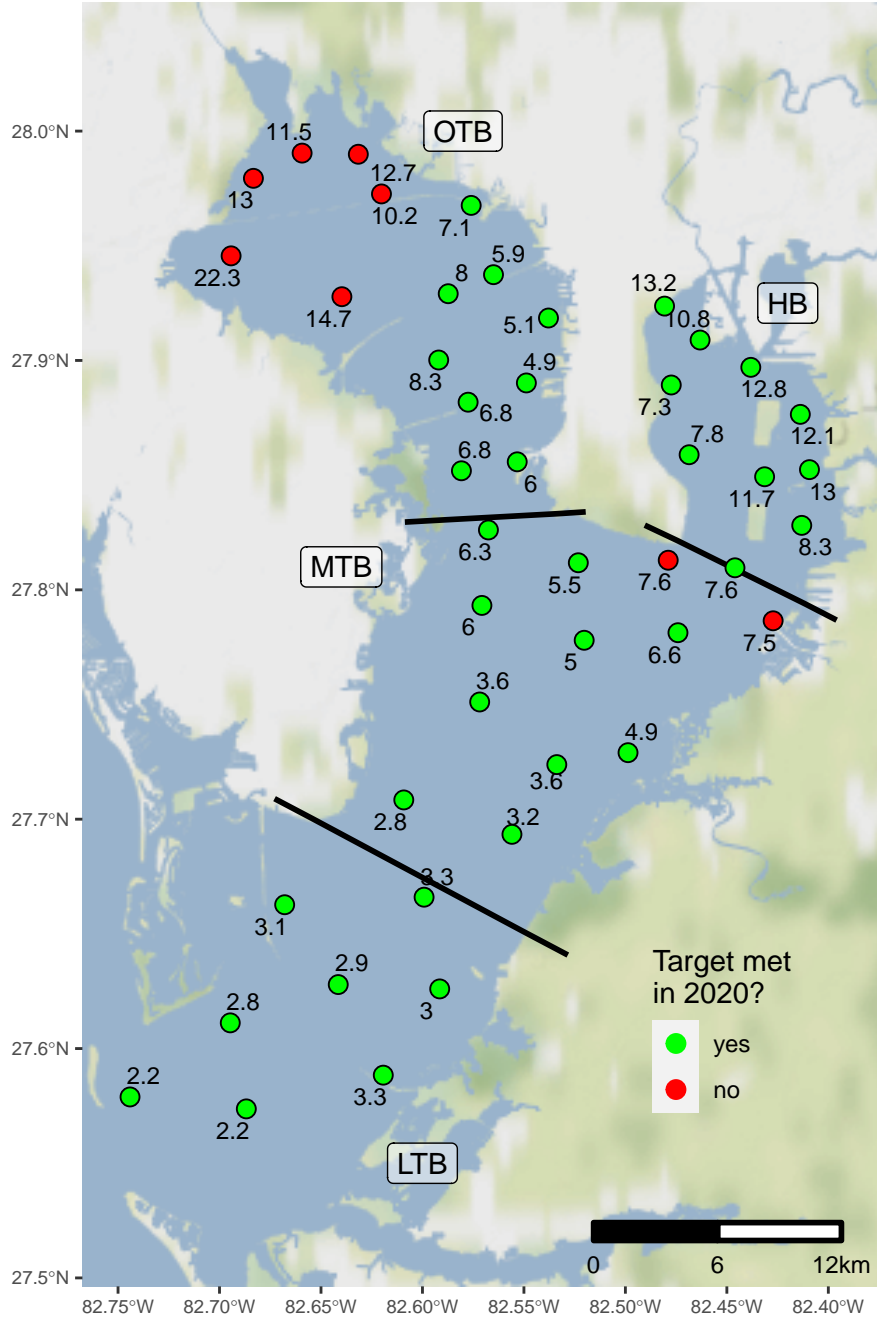 28.0°N
27.9°N
27.8°N
27.7°N
27.6°N
27.5°N
OTB
11.5
12.7
13
10.2
7.1
22.3
5.9
8
14.7
5.1
13.2
HB
10.8
8.3
4.9
12.8
7.3
6.8
12.1
7.8
6.8
6
11.7
13
8.3
6.3
MTB
5.5
7.6
7.6
6
5
6.6
7.5
3.6
4.9
3.6
2.8
3.2
3.3
3.1
2.9
3
2.8
2.2
3.3
2.2
LTB
Target met
in 2020?
yes
no
0 6 12km
82.75°W 82.70°W 82.65°W 82.60°W 82.55°W 82.50°W 82.45°W 82.40°W